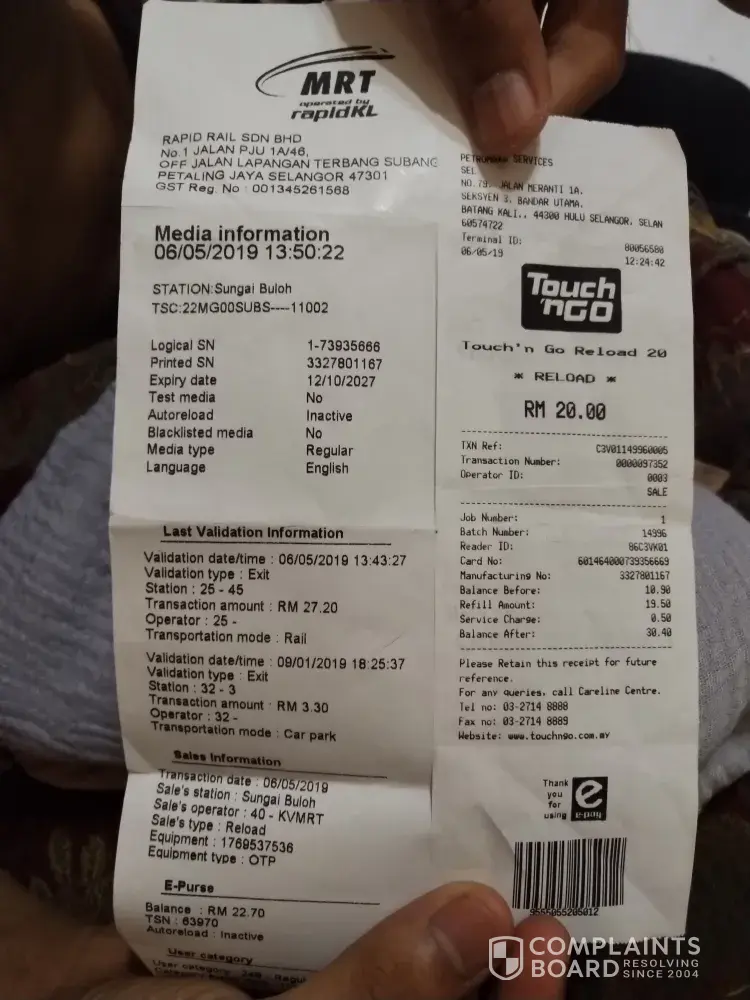 MRT
operated by
rapidKL
RAPID RAIL SDN BHD
No.1 JALAN PJU 1A/46,
OFF JALAN LAPANGAN TERBANG SUBANG
PETALING JAYA SELANGOR 47301
GST Reg. No : 001345261568
Media information
06/05/2019 13:50:22
STATION:Sungai Buloh
TSC:22MG00SUBS----11002
Logical SN 1-73935666
Printed SN 3327801167
Expiry date 12/10/2027
Test media No
Autoreload Inactive
Blacklisted media No
Media type Regular
Language English
Last Validation Information
Validation date/time : 06/05/2019 13:43:27
Validation type : Exit
Station : 25 - 45
Transaction amount : RM 27.20
Operator : 25 -
Transportation mode : Rail
Validation date/time : 09/01/2019 18:25:37
Validation type : Exit
Station : 32 - 3
Transaction amount : RM 3.30
Operator : 32 -
Transportation mode : Car park
Sales Information
Transaction date : 06/05/2019
Sale's station : Sungai Buloh
Sale's operator : 40 - KVMRT
Sale's type : Reload
Equipment : 1769537536
Equipment type : OTP
E-Purse
Balance : RM 22.70
TSN : 63970
Autoreload : Inactive
User category
SERVICES
SEL
NO.79, JALAN MERANTI 1A,
SEKSYEN 3, BANDAR UTAMA,
BATANG KALI., 44300 HULU SELANGOR, SELAN
60574722
Terminal ID: 80056580
06/05/19 12:24:42
Touch
'nGO
Touch'n Go Reload 20
* RELOAD *
RM 20.00
TXN Ref: C3V01149960005
Transaction Number: 0000097352
Operator ID: 0003
SALE
Job Number: 1
Batch Number: 14996
Reader ID: 86C3VK01
Card No: 601464000739356669
Manufacturing No: 3327801167
Balance Before: 10.90
Refill Amount: 19.50
Service Charge: 0.50
Balance After: 30.40
Please Retain this receipt for future
reference.
For any queries, call Careline Centre.
Tel no: 03-2714 8888
Fax no: 03-2714 8889
Website: www.touchngo.com.my
Thank
you
for
using
e
e-pay
9555055205012
COMPLAINTS
BOARD RESOLVING
SINCE 2004